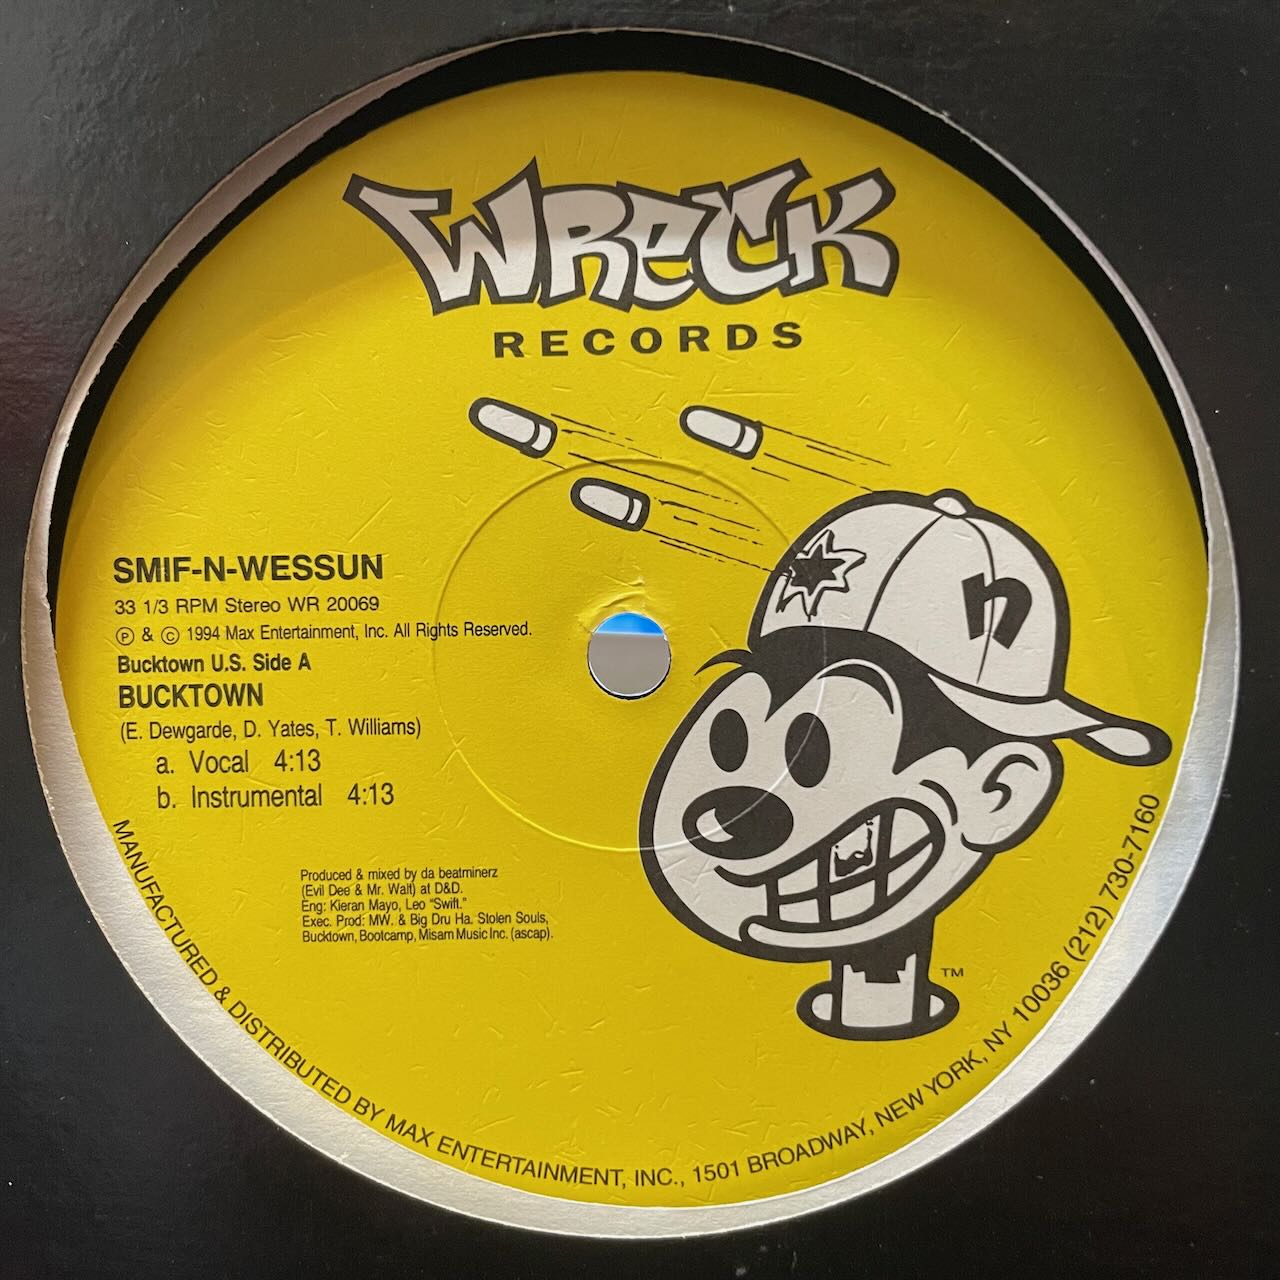 WRECK
RECORDS
n
SMIF-N-WESSUN
33 1/3 RPM Stereo WR 20069
Ⓟ & © 1994 Max Entertainment, Inc. All Rights Reserved.
Bucktown U.S. Side A
BUCKTOWN
(E. Dewgarde, D. Yates, T. Williams)
a. Vocal 4:13
b. Instrumental 4:13
Produced & mixed by da beatminerz
(Evil Dee & Mr. Walt) at D&D.
Eng: Kieran Mayo, Leo "Swift."
Exec. Prod: MW. & Big Dru Ha. Stolen Souls,
Bucktown, Bootcamp, Misam Music Inc. (ascap).
TM
MANUFACTURED & DISTRIBUTED BY MAX ENTERTAINMENT, INC., 1501 BROADWAY, NEW YORK, NY 10036 (212) 730-7160